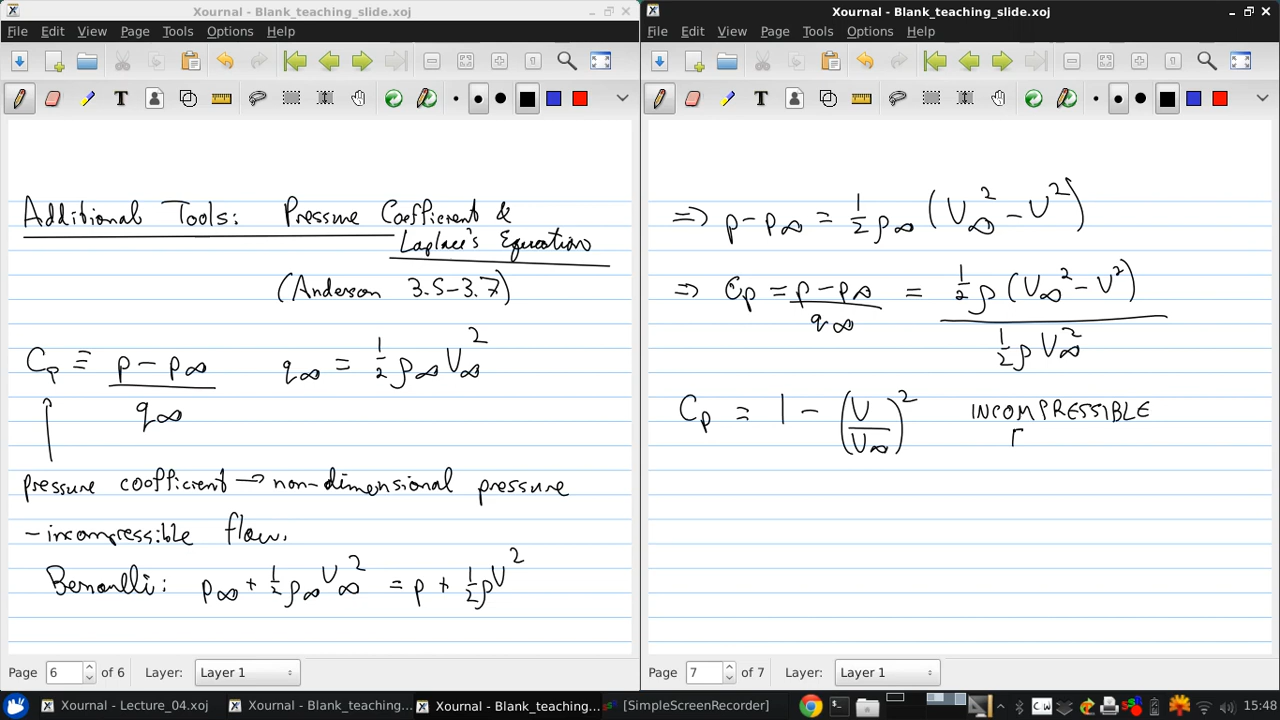 Xournal - Blank_teaching_slide.xoj
File Edit View Page Tools Options Help
Additional Tools: Pressure Coefficient &
Laplace's Equation
(Anderson 3.5-3.7)
Cp ≡ (p - p∞)/q∞    q∞ = 1/2 ρ∞ V∞²
pressure coefficient → non-dimensional pressure
- incompressible flow.
Bernoulli: p∞ + 1/2 ρ∞ V∞² = p + 1/2 ρV²
Page 6 of 6 Layer: Layer 1
Xournal - Blank_teaching_slide.xoj
File Edit View Page Tools Options Help
⇒ p - p∞ = 1/2 ρ∞ (V∞² - V²)
⇒ Cp = (p - p∞)/q∞ = (1/2 ρ (V∞² - V²))/(1/2 ρ V∞²)
Cp = 1 - (V/V∞)²    INCOMPRESSIBLE
Page 7 of 7 Layer: Layer 1
Xournal - Lecture_04.xoj
Xournal - Blank_teaching...
Xournal - Blank_teaching...
[SimpleScreenRecorder]
15:48